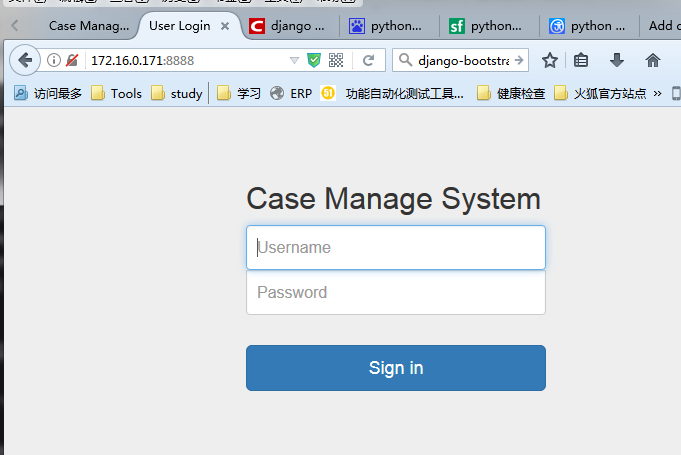 Case Manag...
User Login
django ...
python...
python...
python ...
Add c
172.16.0.171:8888
django-bootstra
访问最多
Tools
study
学习
ERP
功能自动化测试工具...
健康检查
火狐官方站点
Case Manage System
Username
Password
Sign in